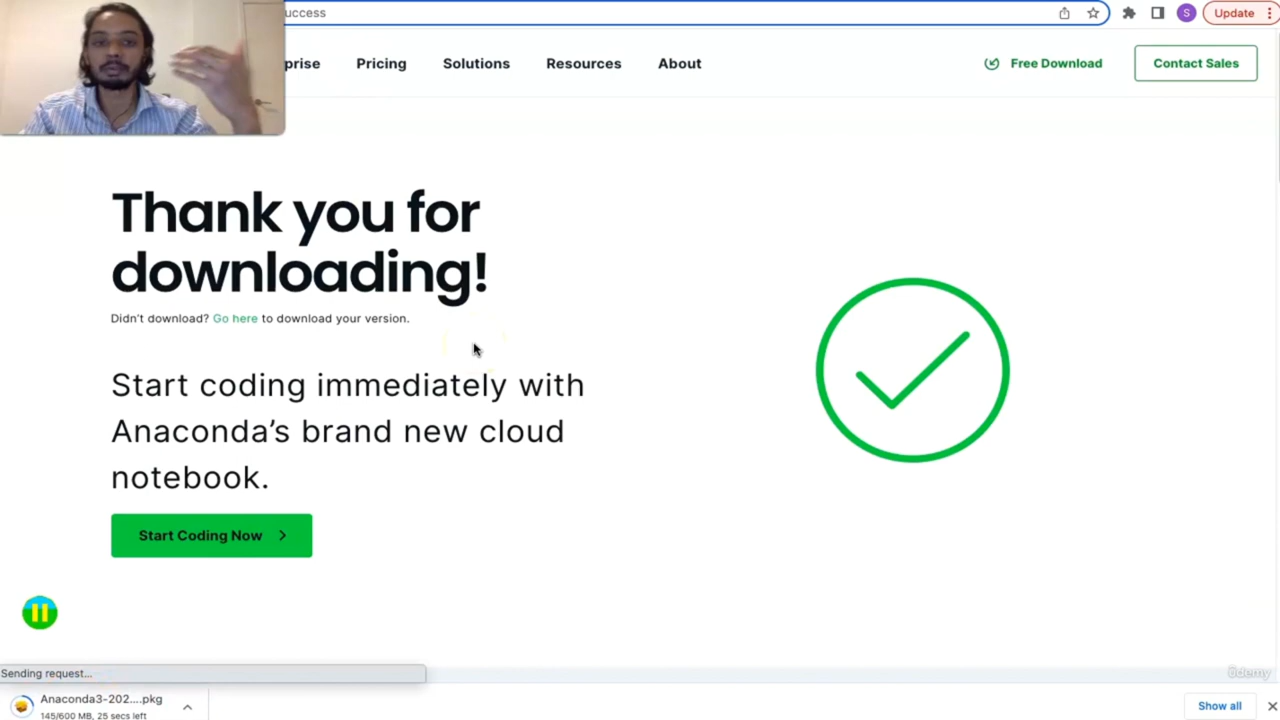 uccess
S
Update
prise
Pricing
Solutions
Resources
About
Free Download
Contact Sales
Thank you for
downloading!
Didn't download? Go here to download your version.
Start coding immediately with
Anaconda's brand new cloud
notebook.
Start Coding Now
Sending request...
ûdemy
Anaconda3-202....pkg
145/600 MB, 25 secs left
Show all